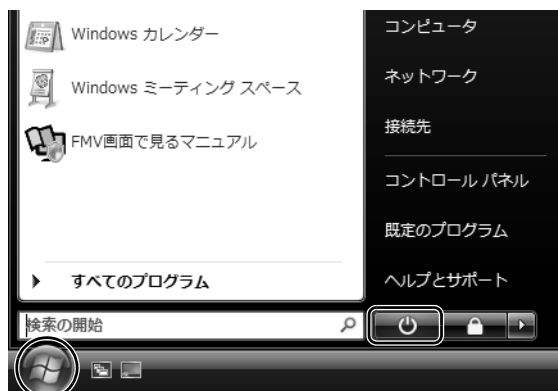 Windows カレンダー
Windows ミーティング スペース
FMV画面で見るマニュアル
すべてのプログラム
検索の開始
コンピュータ
ネットワーク
接続先
コントロール パネル
既定のプログラム
ヘルプとサポート